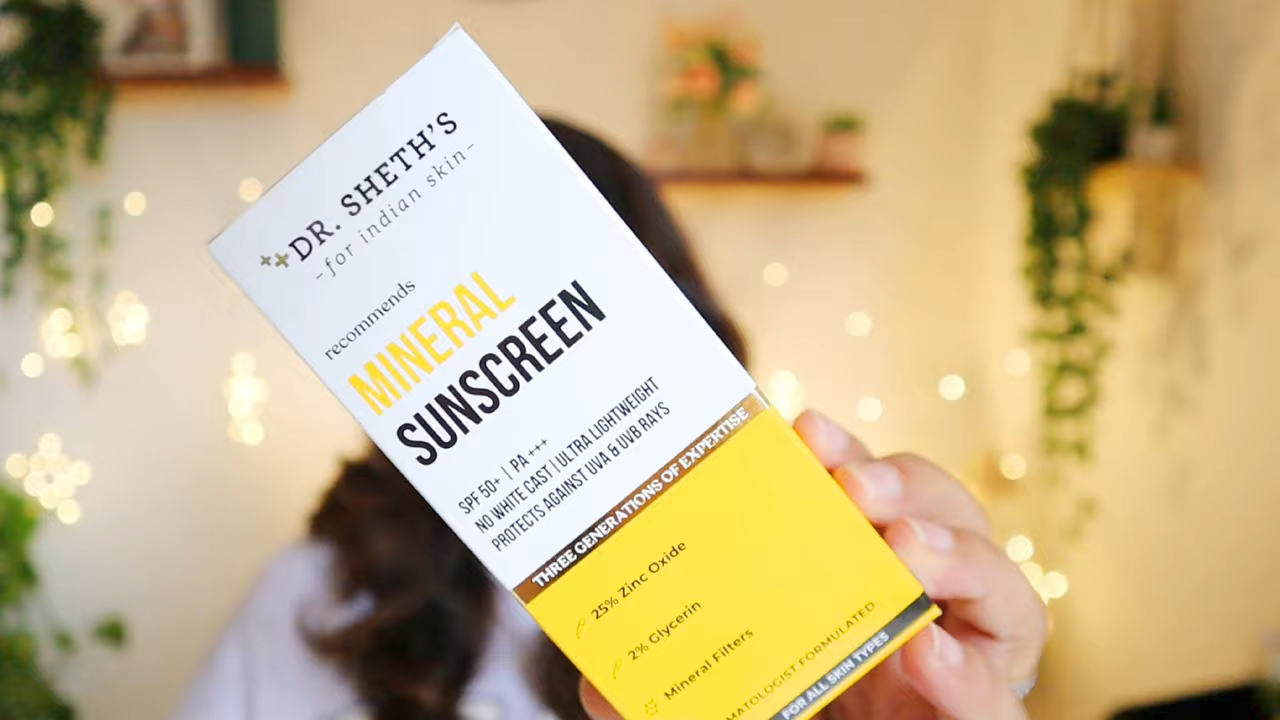 DR. SHETH'S
-for indian skin-
recommends
MINERAL
SUNSCREEN
SPF 50+ | PA +++
NO WHITE CAST | ULTRA LIGHTWEIGHT
PROTECTS AGAINST UVA & UVB RAYS
THREE GENERATIONS OF EXPERTISE
25% Zinc Oxide
2% Glycerin
Mineral Filters
FORMULATED
FOR ALL SKIN TYPES